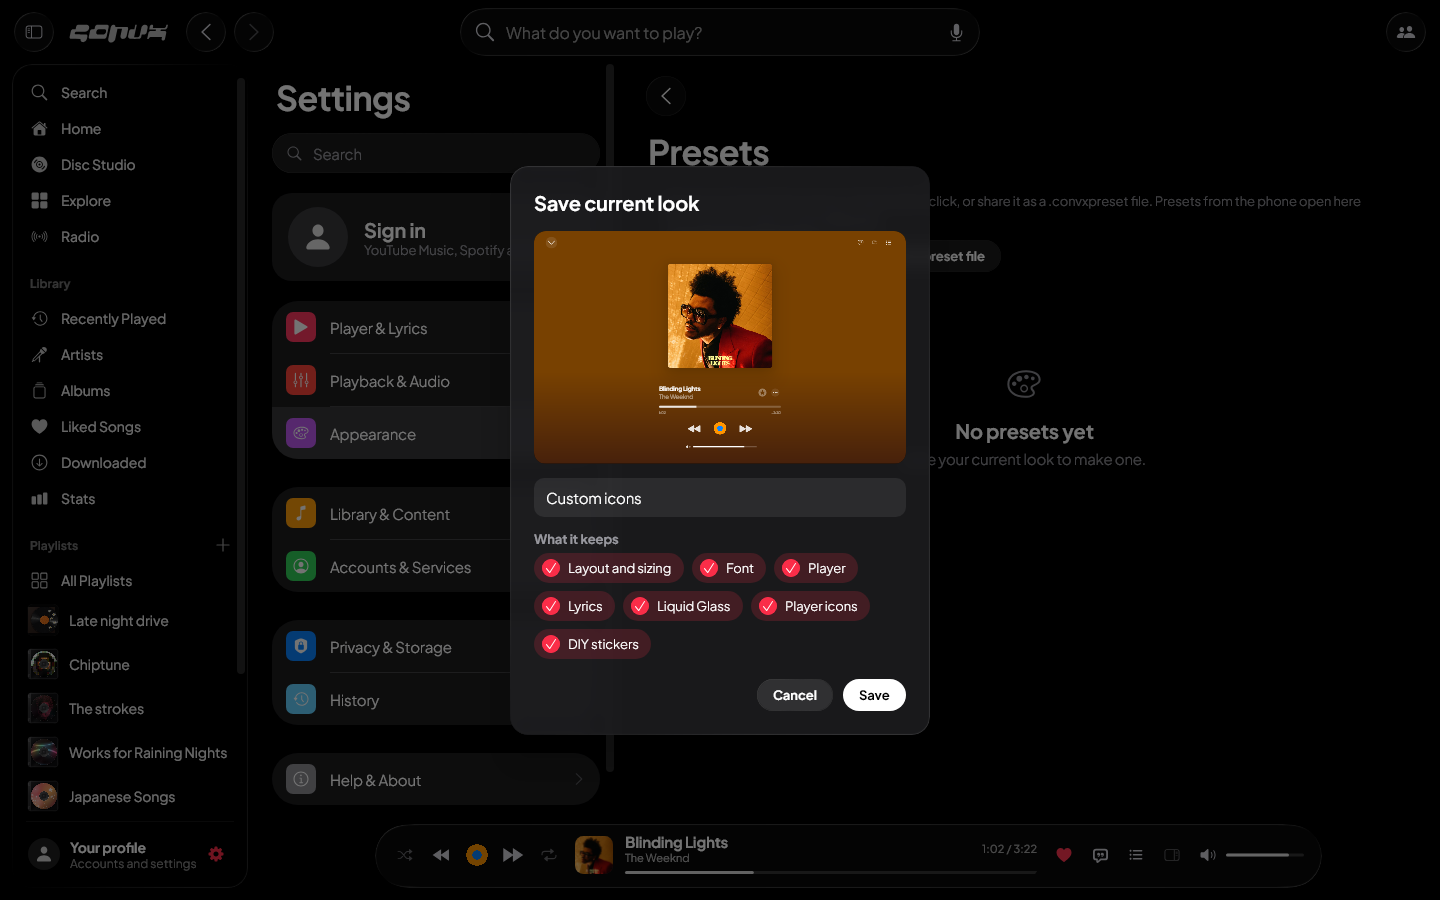 What do you want to play?
Search
Home
Disc Studio
Explore
Radio
Library
Recently Played
Artists
Albums
Liked Songs
Downloaded
Stats
Playlists
All Playlists
Late night drive
Chiptune
The strokes
Works for Raining Nights
Japanese Songs
Your profile
Accounts and settings
Settings
Search
Sign in
YouTube Music, Spotify
Player & Lyrics
Playback & Audio
Appearance
Library & Content
Accounts & Services
Privacy & Storage
History
Help & About
Presets
click, or share it as a .convxpreset file. Presets from the phone open here
preset file
No presets yet
your current look to make one.
Save current look
BLINDING
LIGHTS
Blinding Lights
The Weeknd
Custom icons
What it keeps
Layout and sizing
Font
Player
Lyrics
Liquid Glass
Player icons
DIY stickers
Cancel
Save
Blinding Lights
The Weeknd
1:02 / 3:22